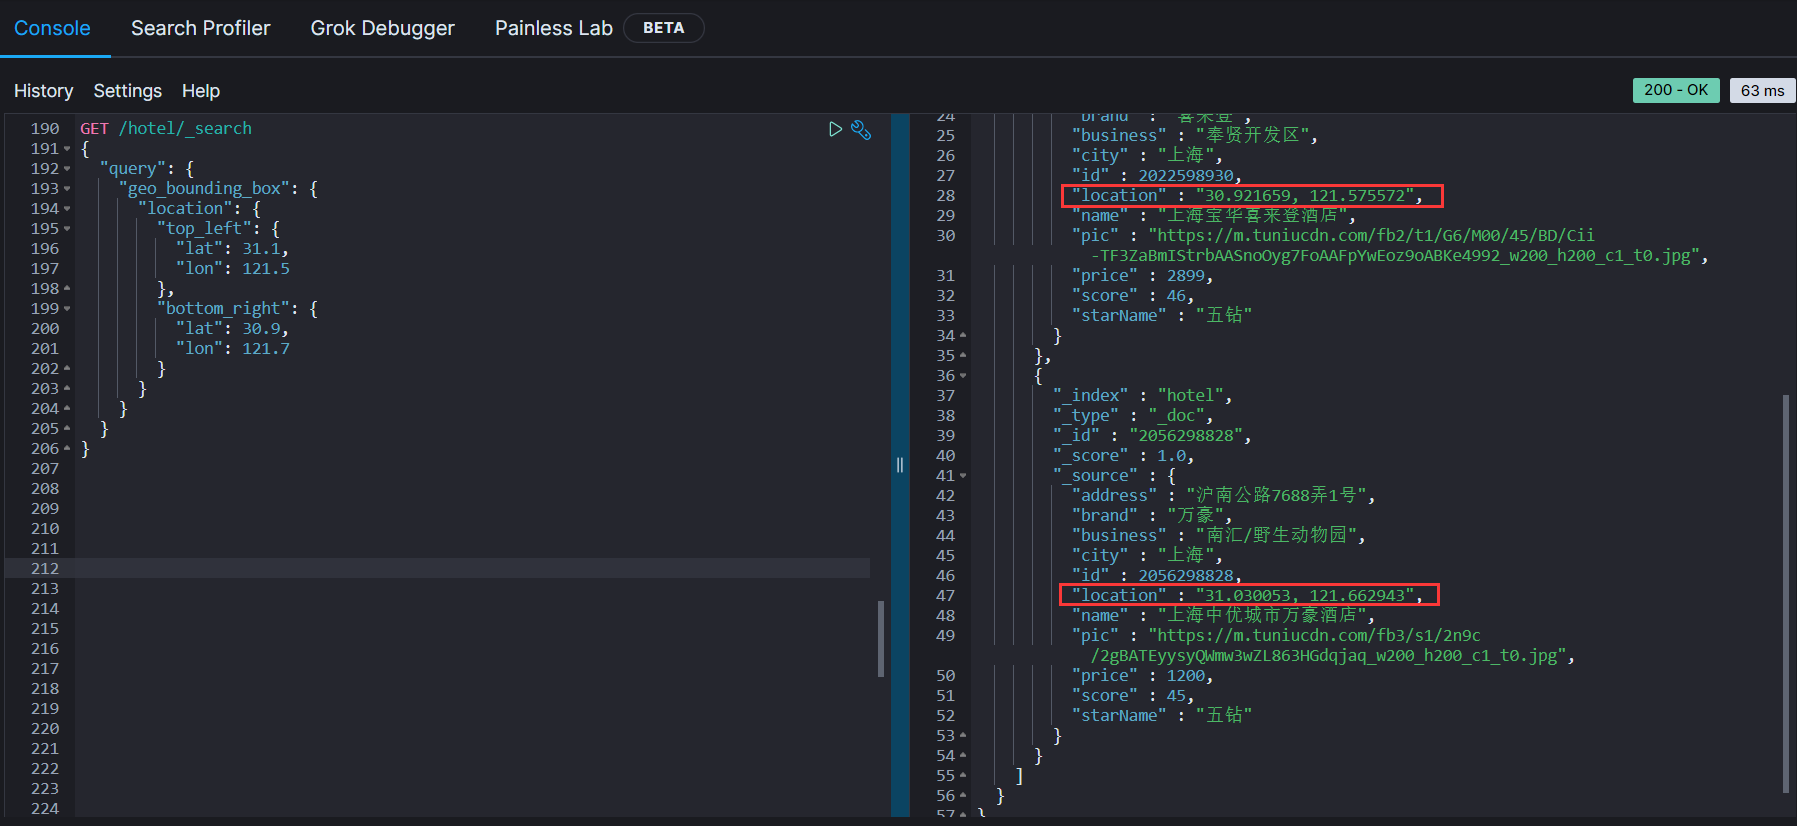 Console Search Profiler Grok Debugger Painless Lab BETA
History Settings Help
200 - OK 63 ms
190 GET /hotel/_search
191 {
192 "query": {
193 "geo_bounding_box": {
194 "location": {
195 "top_left": {
196 "lat": 31.1,
197 "lon": 121.5
198 },
199 "bottom_right": {
200 "lat": 30.9,
201 "lon": 121.7
202 }
203 }
204 }
205 }
206 }
207
208
209
210
211
212
213
214
215
216
217
218
219
220
221
222
223
224
24 "brand" : "喜来登",
25 "business" : "奉贤开发区",
26 "city" : "上海",
27 "id" : 2022598930,
28 "location" : "30.921659, 121.575572",
29 "name" : "上海宝华喜来登酒店",
30 "pic" : "https://m.tuniucdn.com/fb2/t1/G6/M00/45/BD/Cii
-TF3ZaBmIStrbAASnoOyg7FoAAFpYwEoz9oABKe4992_w200_h200_c1_t0.jpg",
31 "price" : 2899,
32 "score" : 46,
33 "starName" : "五钻"
34 }
35 },
36 {
37 "_index" : "hotel",
38 "_type" : "_doc",
39 "_id" : "2056298828",
40 "_score" : 1.0,
41 "_source" : {
42 "address" : "沪南公路7688弄1号",
43 "brand" : "万豪",
44 "business" : "南汇/野生动物园",
45 "city" : "上海",
46 "id" : 2056298828,
47 "location" : "31.030053, 121.662943",
48 "name" : "上海中优城市万豪酒店",
49 "pic" : "https://m.tuniucdn.com/fb3/s1/2n9c
/2gBATEyysyQWmw3wZL863HGdqjaq_w200_h200_c1_t0.jpg",
50 "price" : 1200,
51 "score" : 45,
52 "starName" : "五钻"
53 }
54 }
55 ]
56 }
57 }